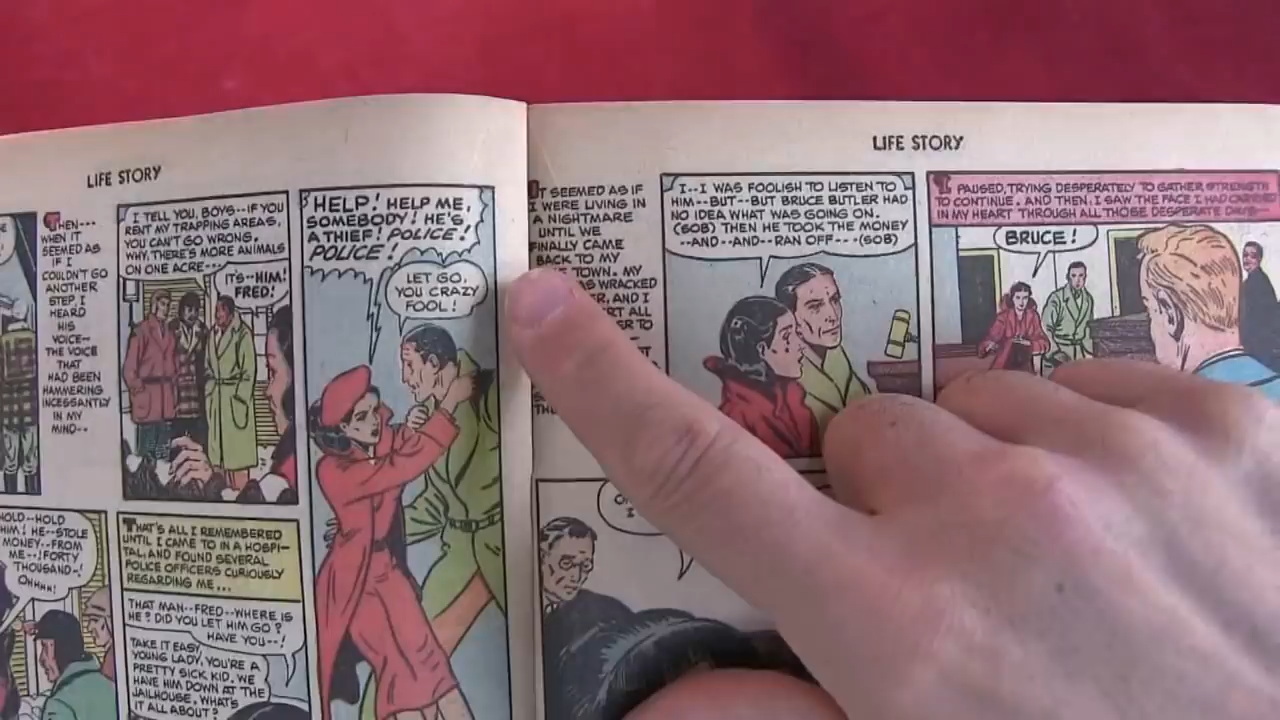 LIFE STORY
THEN---
WHEN IT
SEEMED AS
IF I
COULDN'T GO
ANOTHER
STEP, I
HEARD
HIS
VOICE--
THE VOICE
THAT
HAD BEEN
HAMMERING
INCESSANTLY
IN MY
MIND--
I TELL YOU, BOYS--IF YOU
RENT MY TRAPPING AREAS,
YOU CAN'T GO WRONG.
WHY, THERE'S MORE ANIMALS
ON ONE ACRE---
IT'S--HIM!
FRED!
HELP! HELP ME,
SOMEBODY! HE'S
A THIEF! POLICE!
POLICE!
LET GO,
YOU CRAZY
FOOL!
HOLD--HOLD
HIM! HE--STOLE
MONEY--FROM
ME--!FORTY
THOUSAND-!
OHHHH!
THAT'S ALL I REMEMBERED
UNTIL I CAME TO IN A HOSPI-
TAL, AND FOUND SEVERAL
POLICE OFFICERS CURIOUSLY
REGARDING ME...
THAT MAN--FRED--WHERE IS
HE? DID YOU LET HIM GO?
HAVE YOU--!
TAKE IT EASY,
YOUNG LADY. YOU'RE A
PRETTY SICK KID. WE
HAVE HIM DOWN AT THE
JAILHOUSE. WHAT'S
IT ALL ABOUT?
LIFE STORY
IT SEEMED AS IF
I WERE LIVING IN
A NIGHTMARE
UNTIL WE
FINALLY CAME
BACK TO MY
TOWN. MY
WRACKED
AND I
ALL
TO
I--I WAS FOOLISH TO LISTEN TO
HIM--BUT--BUT BRUCE BUTLER HAD
NO IDEA WHAT WAS GOING ON.
(SOB) THEN HE TOOK THE MONEY
--AND--AND--RAN OFF---(SOB)
I PAUSED, TRYING DESPERATELY TO GATHER STRENGTH
TO CONTINUE. AND THEN, I SAW THE FACE I HAD CARRIED
IN MY HEART THROUGH ALL THOSE DESPERATE DAYS---
BRUCE!